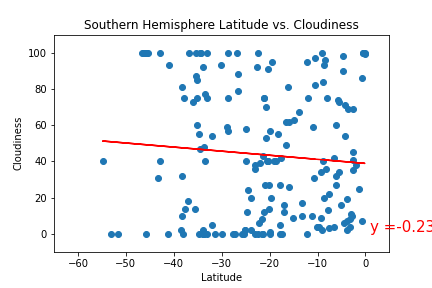 Southern Hemisphere Latitude vs. Cloudiness
100
80
60
40
20
0
Cloudiness
y =-0.23
−60 −50 −40 −30 −20 −10 0
Latitude